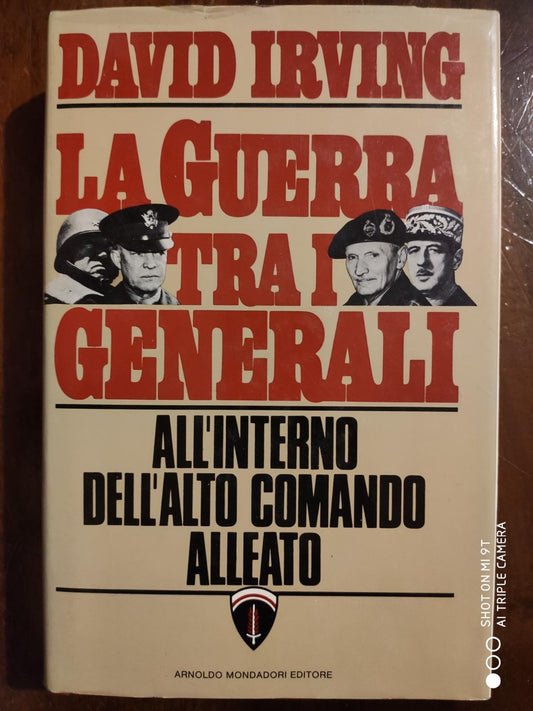 DAVID IRVING
LA GUERRA
TRA I
GENERALI
ALL'INTERNO
DELL'ALTO COMANDO
ALLEATO
ARNOLDO MONDADORI EDITORE
SHOT ON MI 9T
AI TRIPLE CAMERA